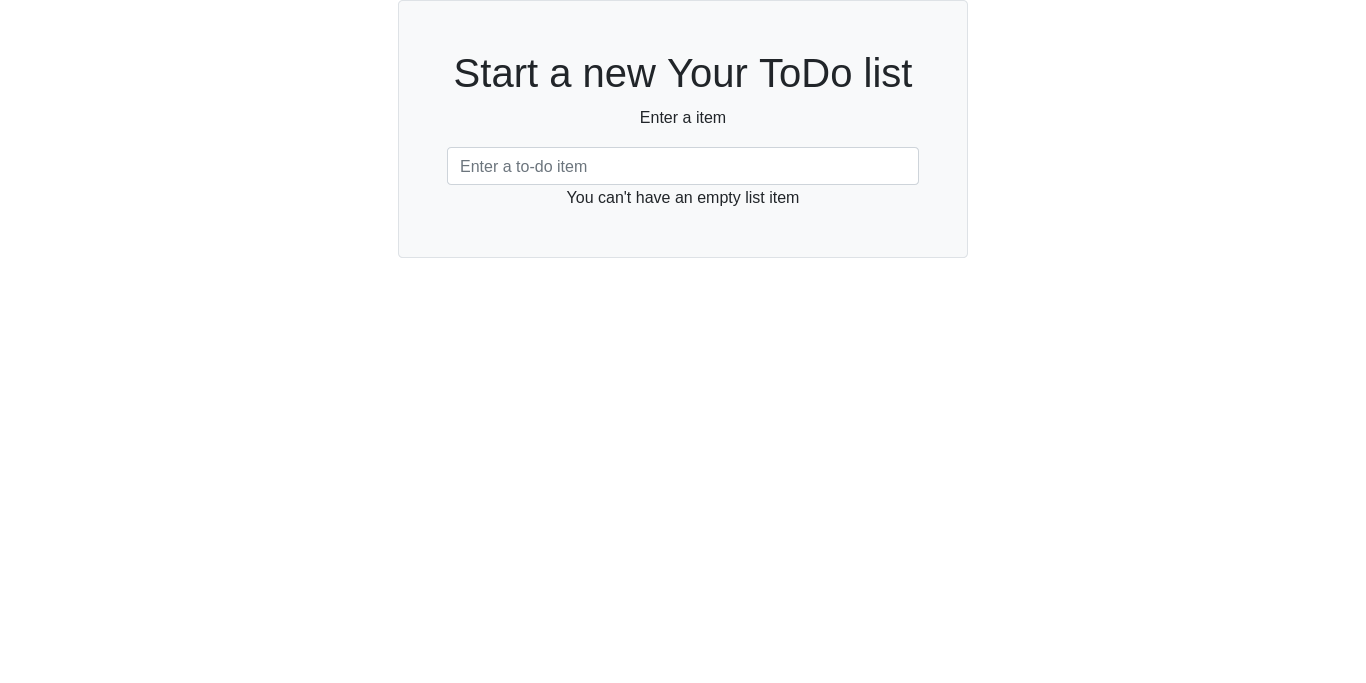 Start a new Your ToDo list
Enter a item
Enter a to-do item
You can't have an empty list item